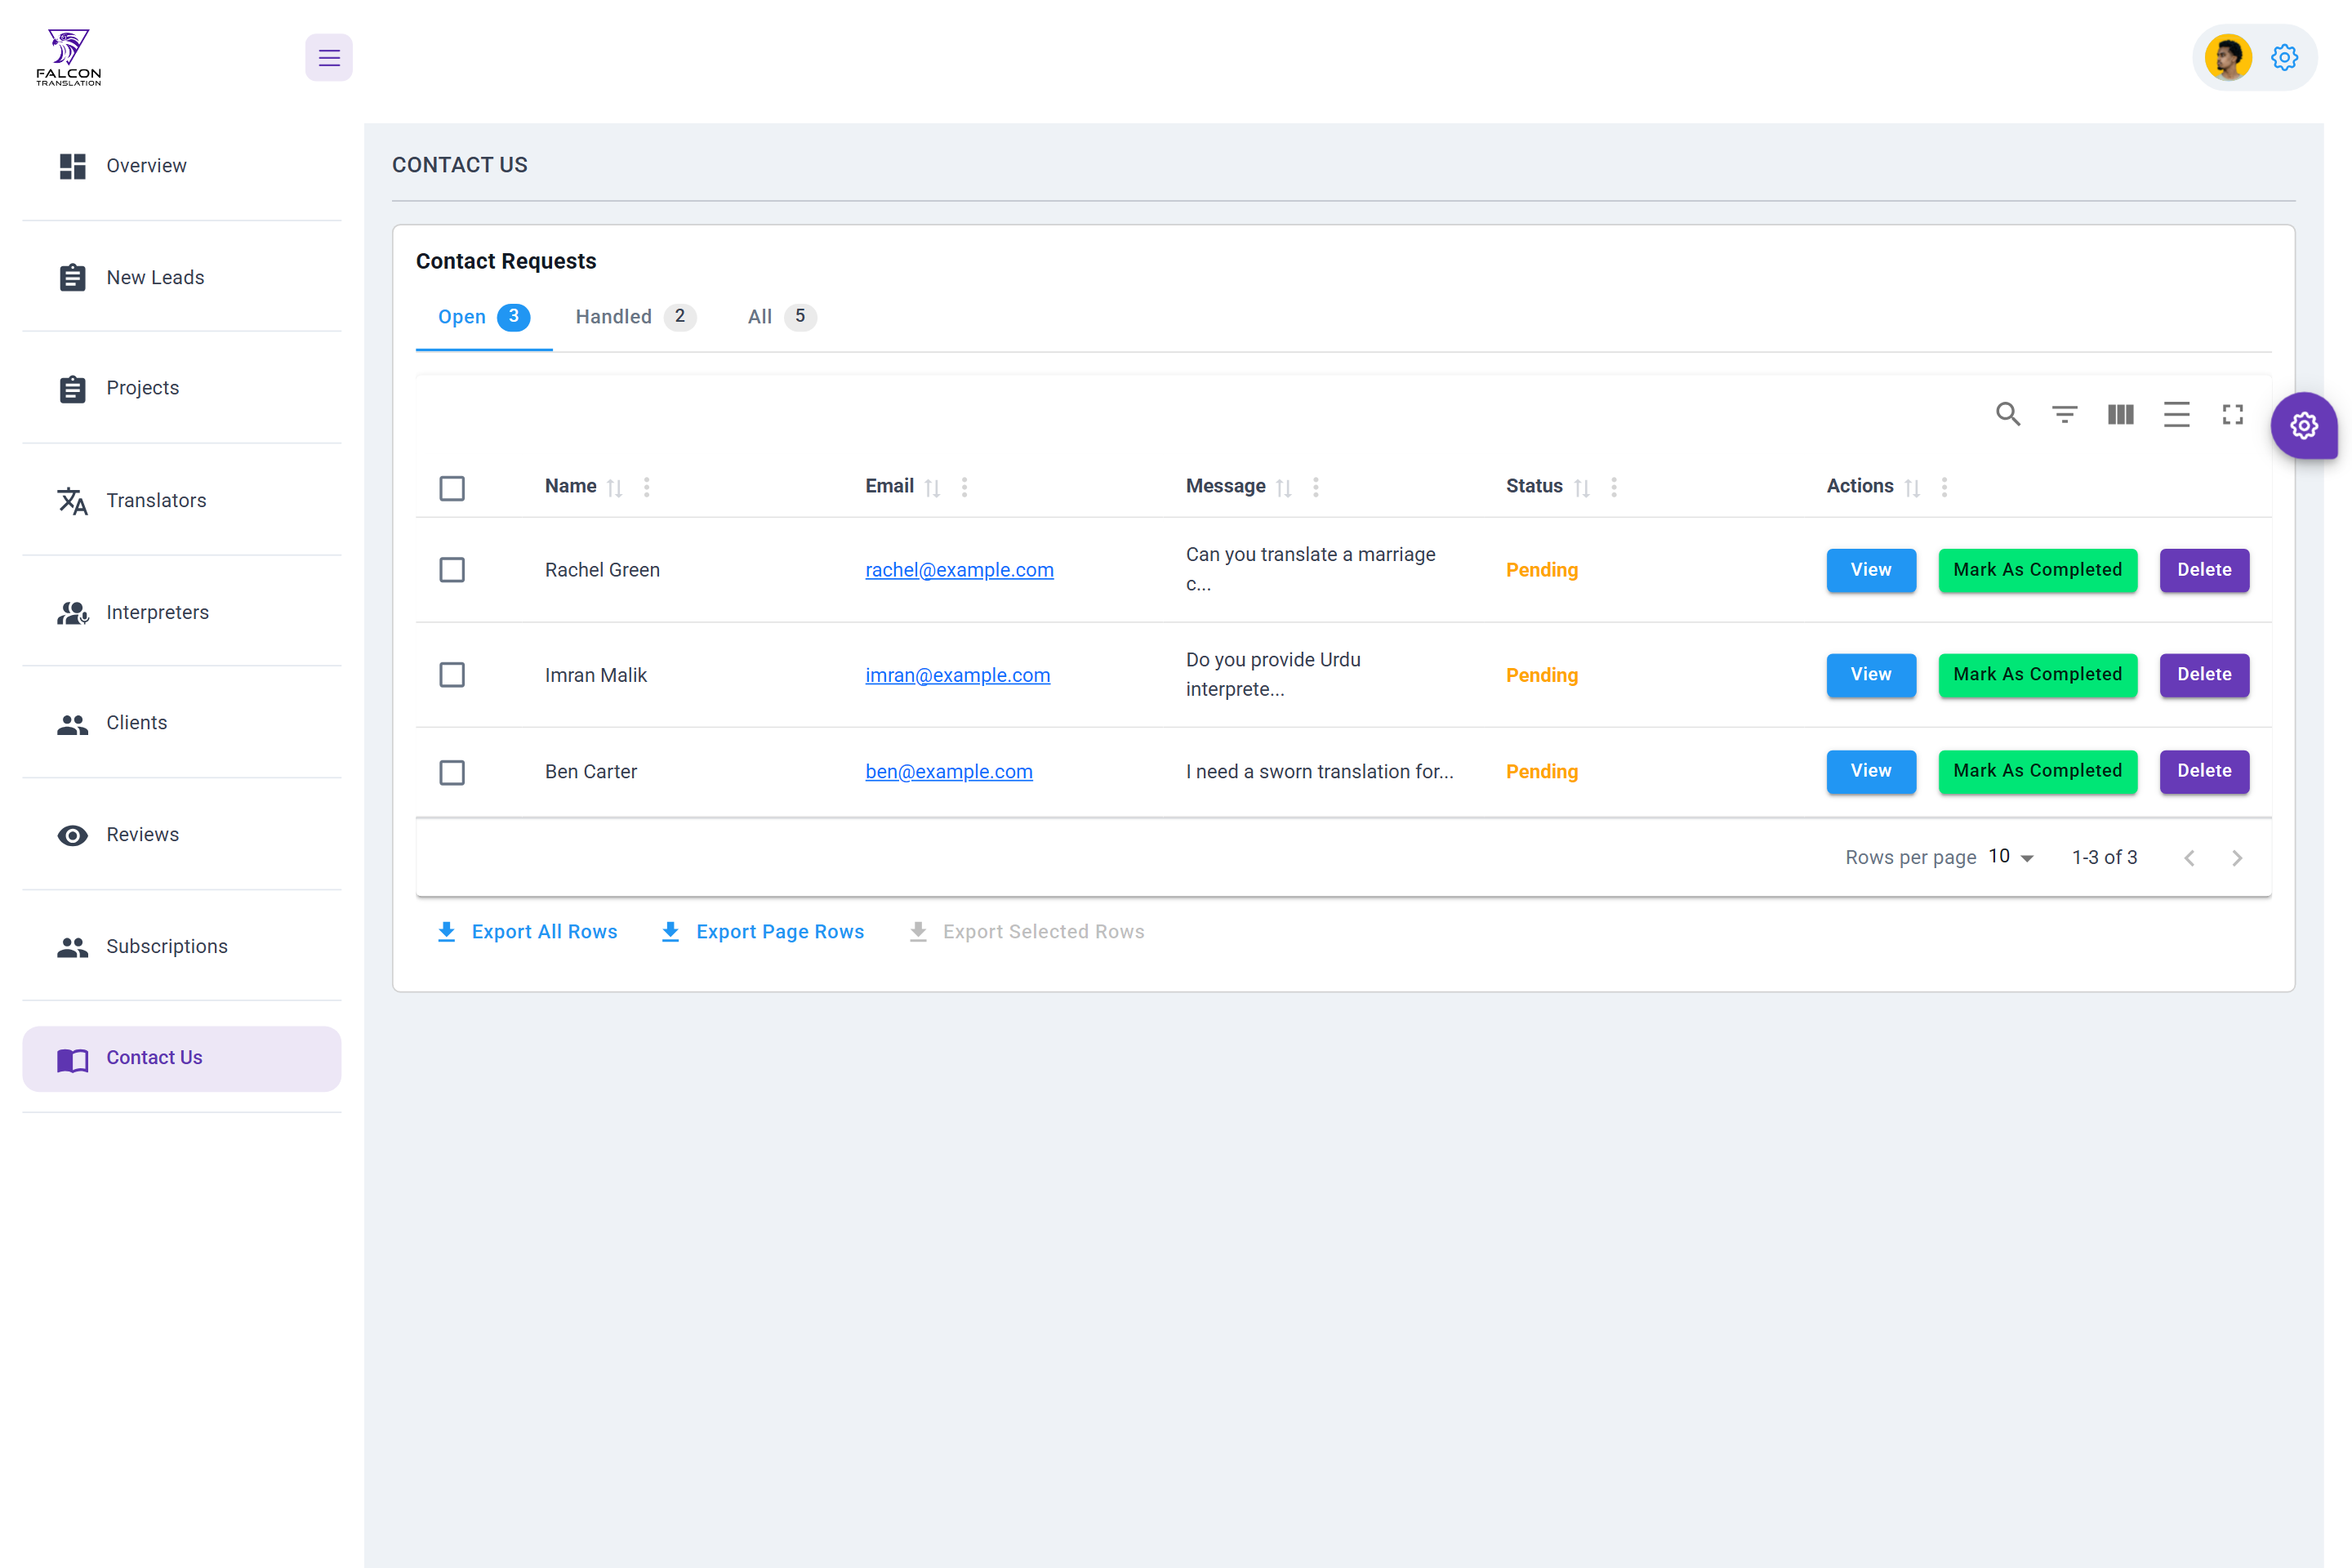 FALCON
TRANSLATION
Overview
New Leads
Projects
Translators
Interpreters
Clients
Reviews
Subscriptions
Contact Us
CONTACT US
Contact Requests
Open 3 Handled 2 All 5
Name Email Message Status Actions
Rachel Green rachel@example.com Can you translate a marriage c... Pending View Mark As Completed Delete
Imran Malik imran@example.com Do you provide Urdu interprete... Pending View Mark As Completed Delete
Ben Carter ben@example.com I need a sworn translation for... Pending View Mark As Completed Delete
Rows per page 10 1-3 of 3
Export All Rows Export Page Rows Export Selected Rows